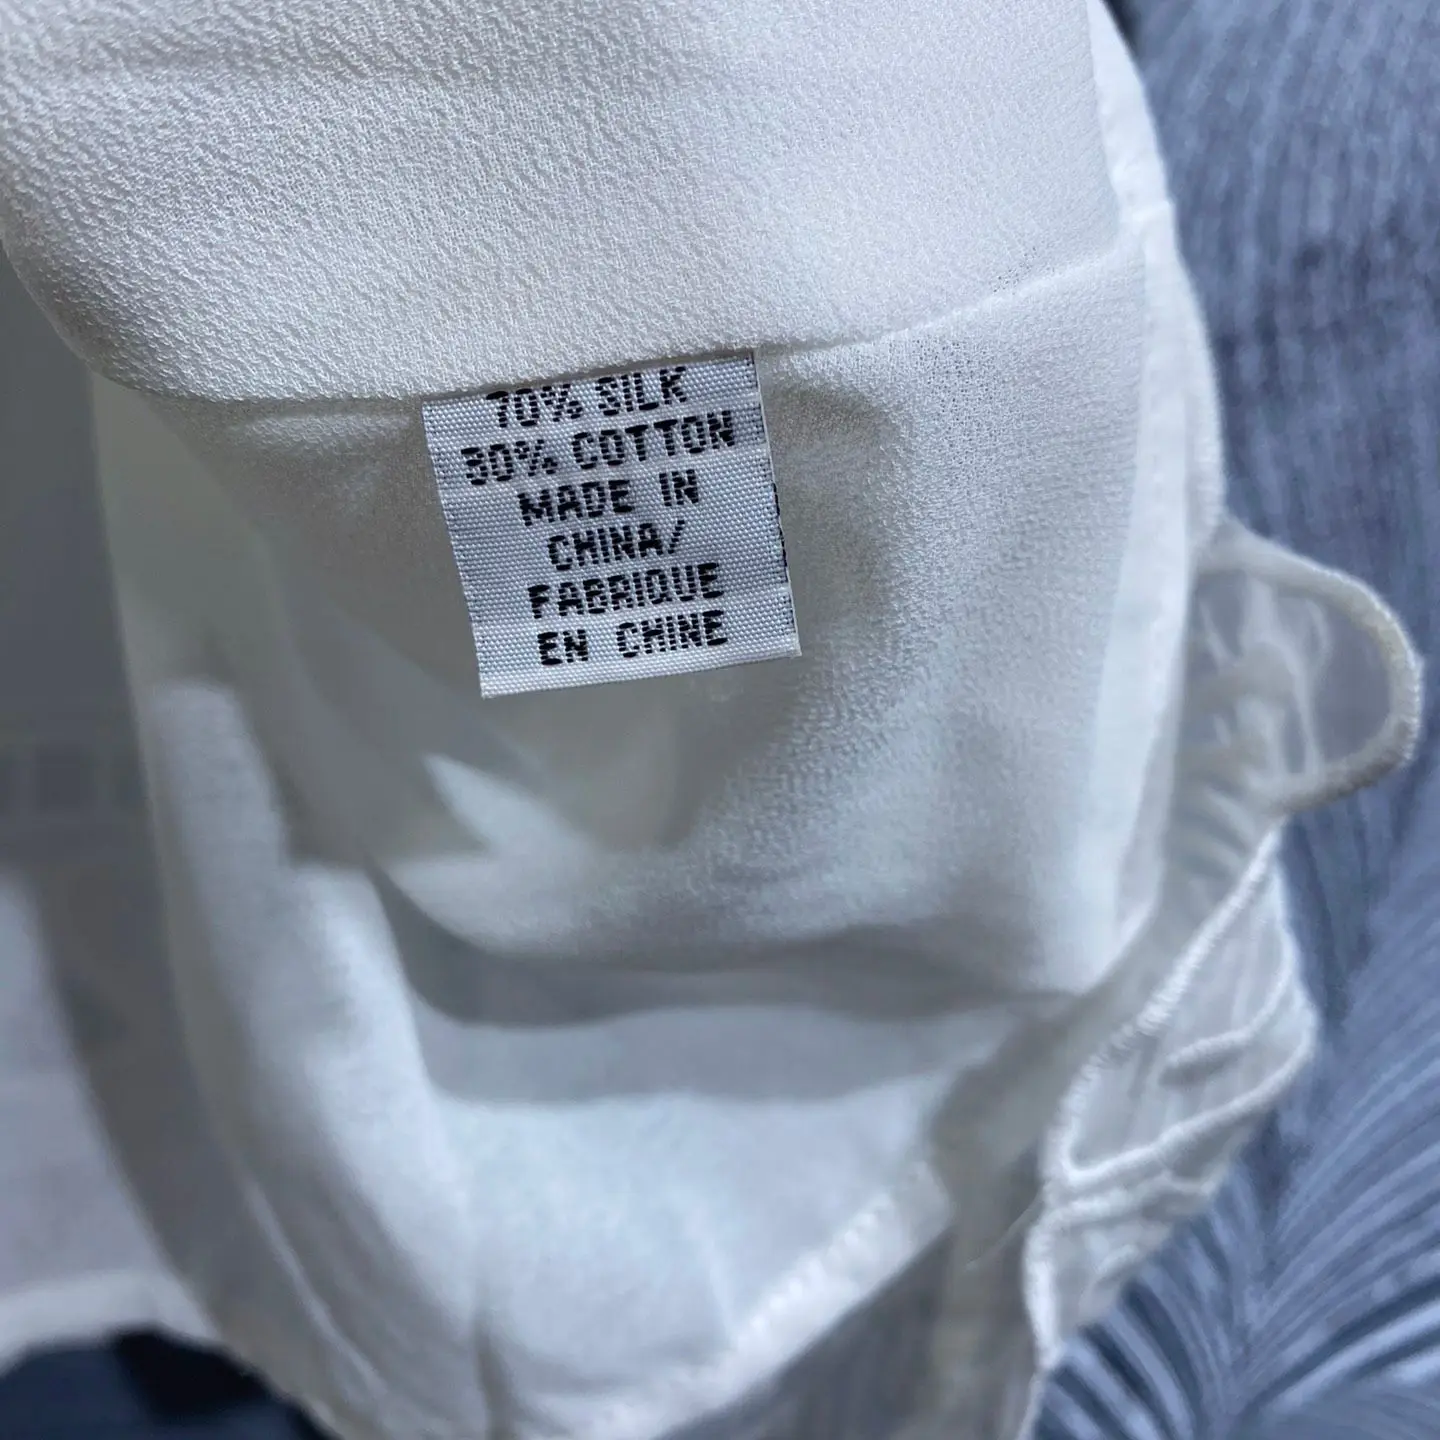 70% SILK
30% COTTON
MADE IN
CHINA/
FABRIQUE
EN CHINE